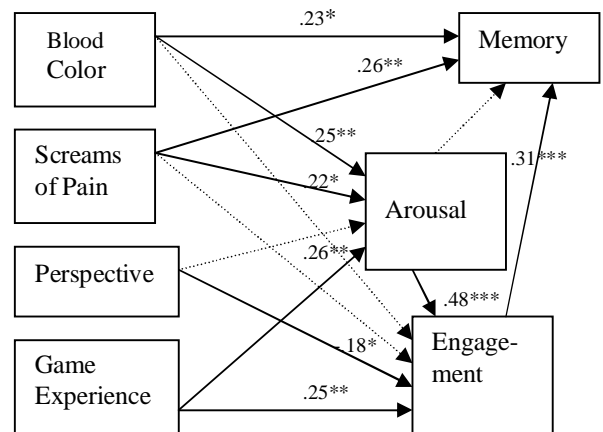 Blood
Color
Screams
of Pain
Perspective
Game
Experience
Memory
Arousal
Engage-
ment
.23*
.26**
.25**
.22*
.26**
-.18*
.25**
.48***
.31***